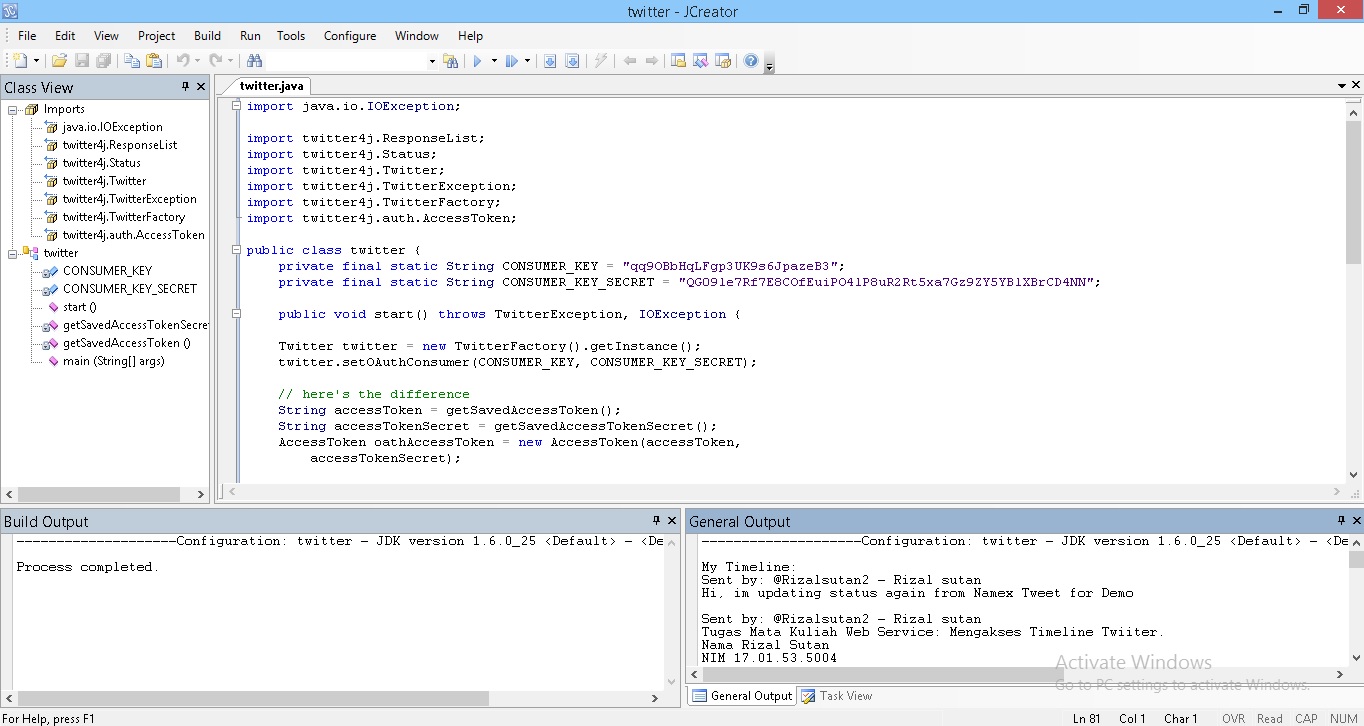 twitter - JCreator
File Edit View Project Build Run Tools Configure Window Help
Class View
twitter.java
Imports
java.io.IOException
twitter4j.ResponseList
twitter4j.Status
twitter4j.Twitter
twitter4j.TwitterException
twitter4j.TwitterFactory
twitter4j.auth.AccessToken
twitter
CONSUMER_KEY
CONSUMER_KEY_SECRET
start ()
getSavedAccessTokenSecre
getSavedAccessToken ()
main (String[] args)
import java.io.IOException;
import twitter4j.ResponseList;
import twitter4j.Status;
import twitter4j.Twitter;
import twitter4j.TwitterException;
import twitter4j.TwitterFactory;
import twitter4j.auth.AccessToken;
public class twitter {
private final static String CONSUMER_KEY = "qq9OBbHqLFgp3UK9s6JpazeB3";
private final static String CONSUMER_KEY_SECRET = "QGO9le7Rf7E8COfEuiPO41P8uR2Rt5xa7Gz9ZY5YB1XBrCD4NN";
public void start() throws TwitterException, IOException {
Twitter twitter = new TwitterFactory().getInstance();
twitter.setOAuthConsumer(CONSUMER_KEY, CONSUMER_KEY_SECRET);
// here's the difference
String accessToken = getSavedAccessToken();
String accessTokenSecret = getSavedAccessTokenSecret();
AccessToken oathAccessToken = new AccessToken(accessToken,
accessTokenSecret);
Build Output
--------------------Configuration: twitter - JDK version 1.6.0_25 <Default> - <De
Process completed.
General Output
--------------------Configuration: twitter - JDK version 1.6.0_25 <Default> - <De
My Timeline:
Sent by: @Rizalsutan2 - Rizal sutan
Hi, im updating status again from Namex Tweet for Demo
Sent by: @Rizalsutan2 - Rizal sutan
Tugas Mata Kuliah Web Service: Mengakses Timeline Twiiter.
Nama Rizal Sutan
NIM 17.01.53.5004
Activate Windows
Go to PC settings to activate Windows.
General Output Task View
For Help, press F1
Ln 81 Col 1 Char 1 OVR Read CAP NUM